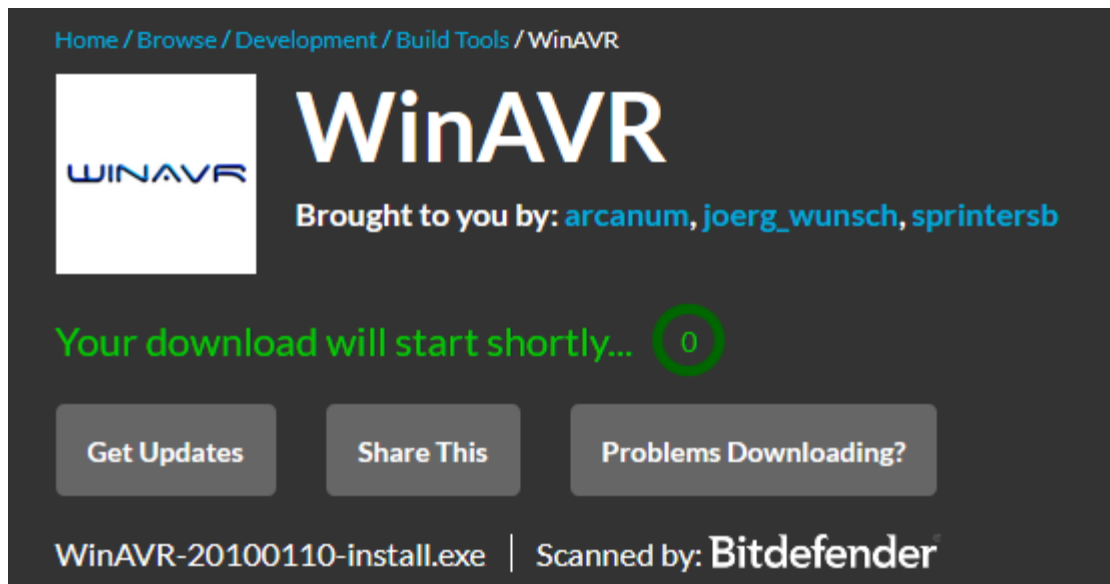 Home / Browse / Development / Build Tools / WinAVR
WINAVR
WinAVR
Brought to you by: arcanum, joerg_wunsch, sprintersb
Your download will start shortly... 0
Get Updates
Share This
Problems Downloading?
WinAVR-20100110-install.exe | Scanned by: Bitdefender